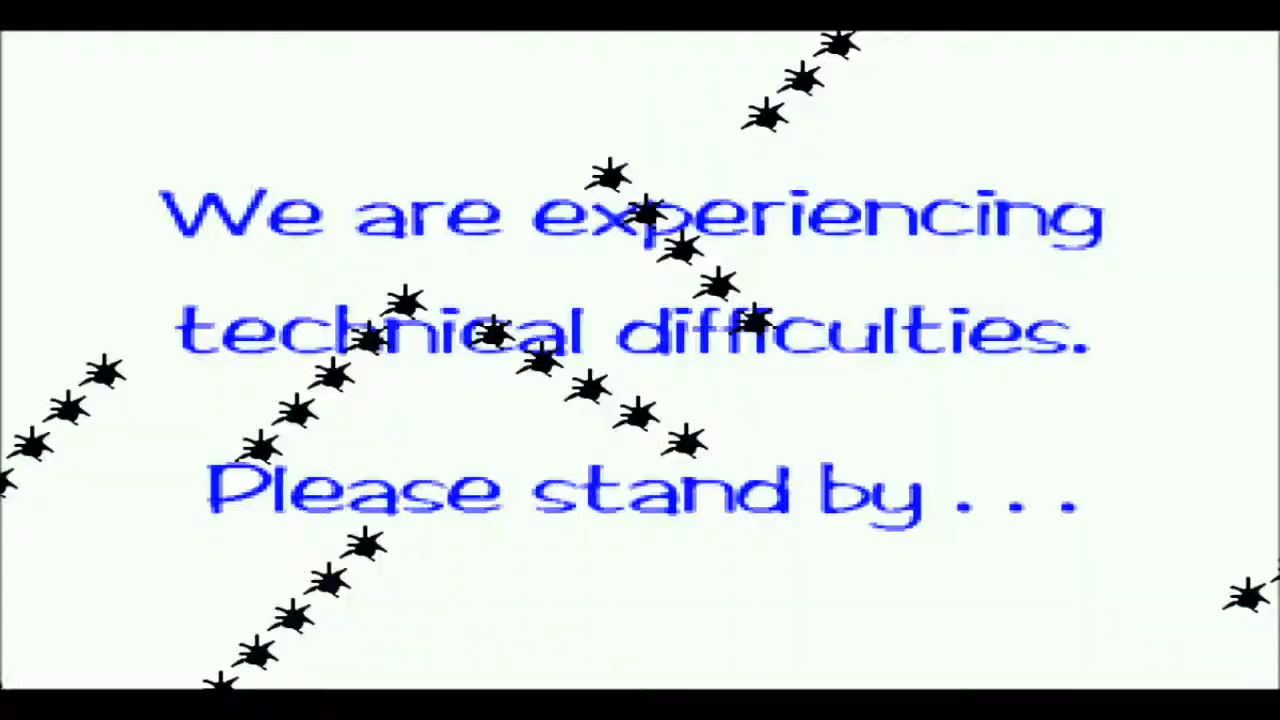 We are experiencing
technical difficulties.
Please stand by . . .